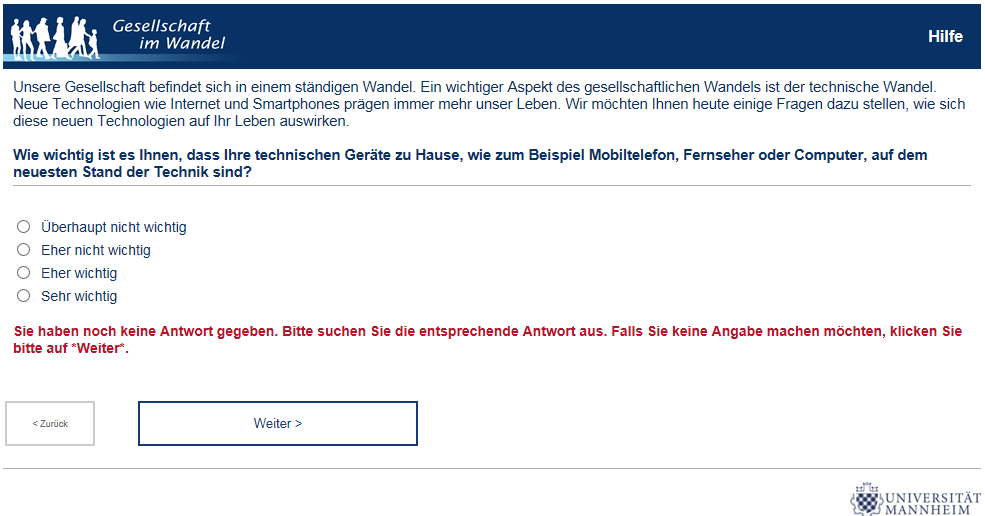 Gesellschaft
im Wandel
Hilfe
Unsere Gesellschaft befindet sich in einem ständigen Wandel. Ein wichtiger Aspekt des gesellschaftlichen Wandels ist der technische Wandel.
Neue Technologien wie Internet und Smartphones prägen immer mehr unser Leben. Wir möchten Ihnen heute einige Fragen dazu stellen, wie sich
diese neuen Technologien auf Ihr Leben auswirken.
Wie wichtig ist es Ihnen, dass Ihre technischen Geräte zu Hause, wie zum Beispiel Mobiltelefon, Fernseher oder Computer, auf dem
neuesten Stand der Technik sind?
Überhaupt nicht wichtig
Eher nicht wichtig
Eher wichtig
Sehr wichtig
Sie haben noch keine Antwort gegeben. Bitte suchen Sie die entsprechende Antwort aus. Falls Sie keine Angabe machen möchten, klicken Sie
bitte auf *Weiter*.
< Zurück
Weiter >
UNIVERSITÄT
MANNHEIM